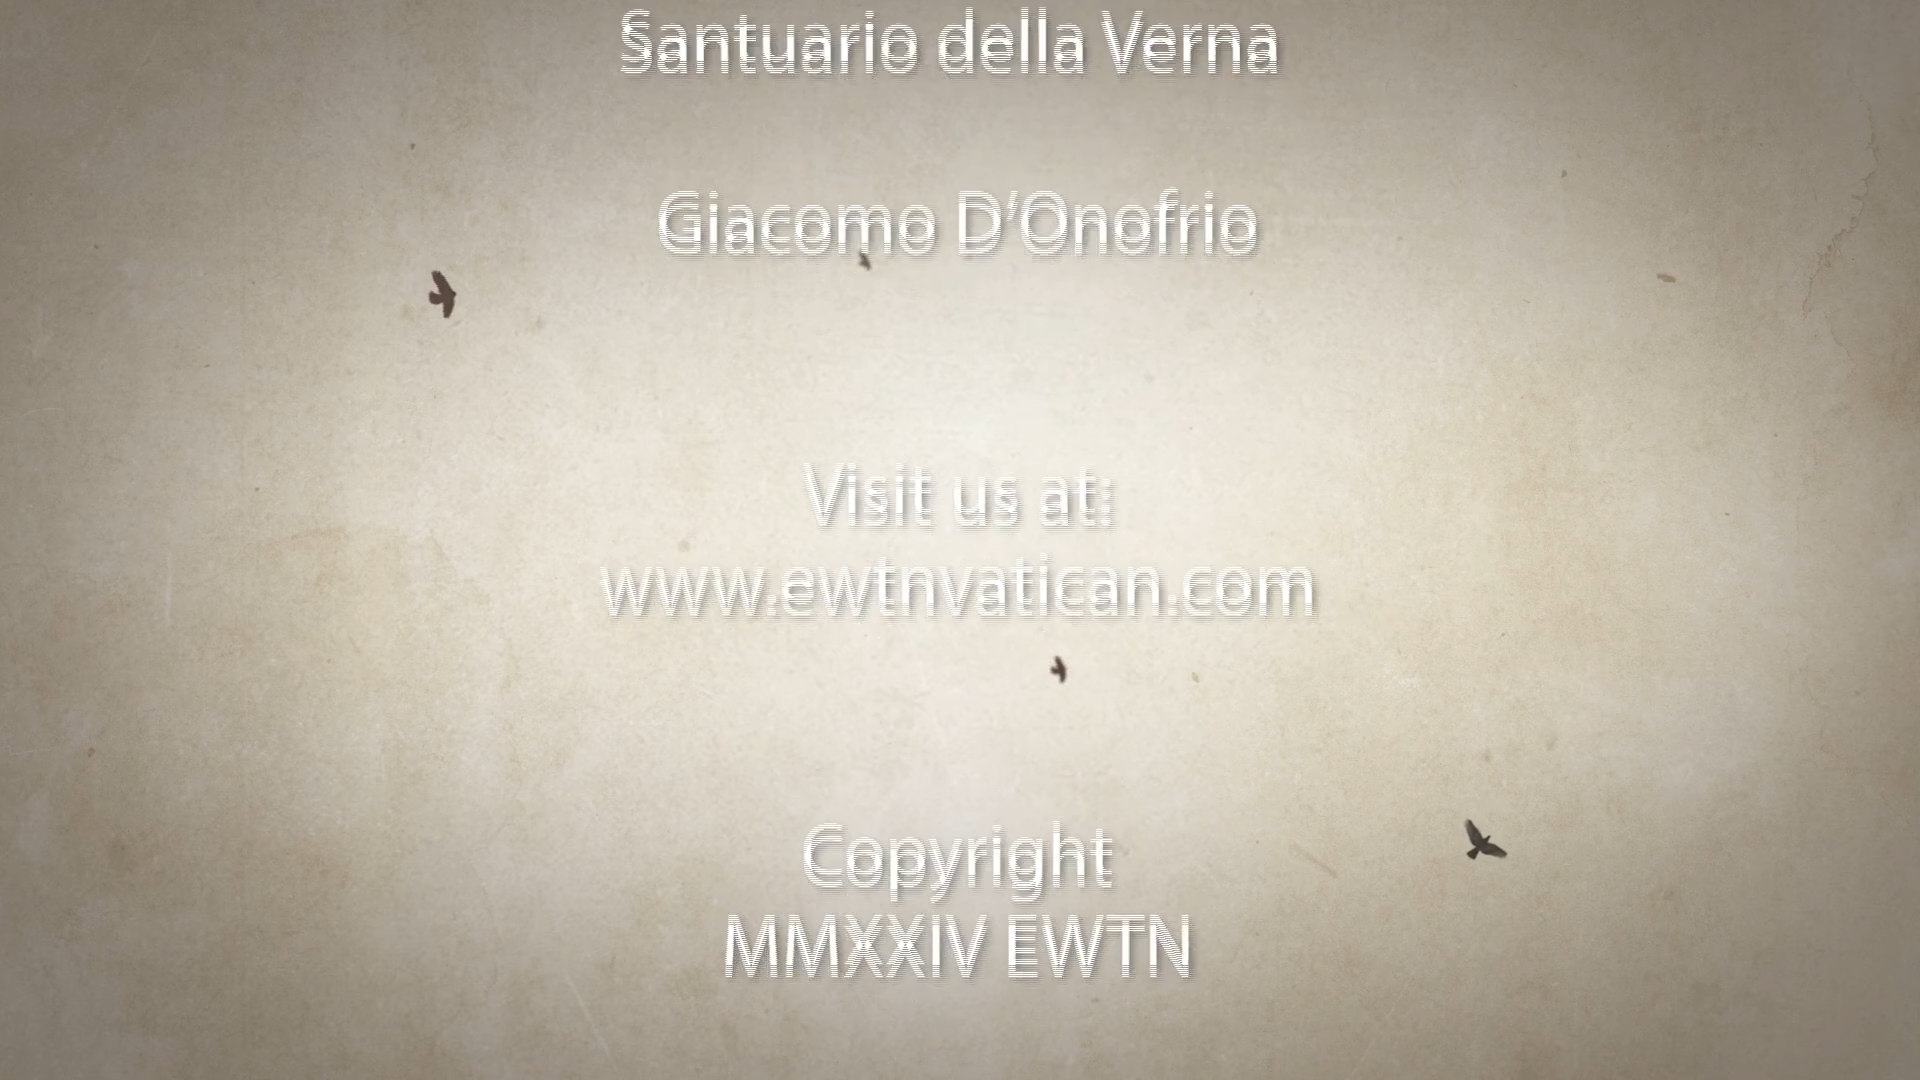 Santuario della Verna
Giacomo D'Onofrio
Visit us at:
www.ewtnvatican.com
Copyright
MMXXIV EWTN